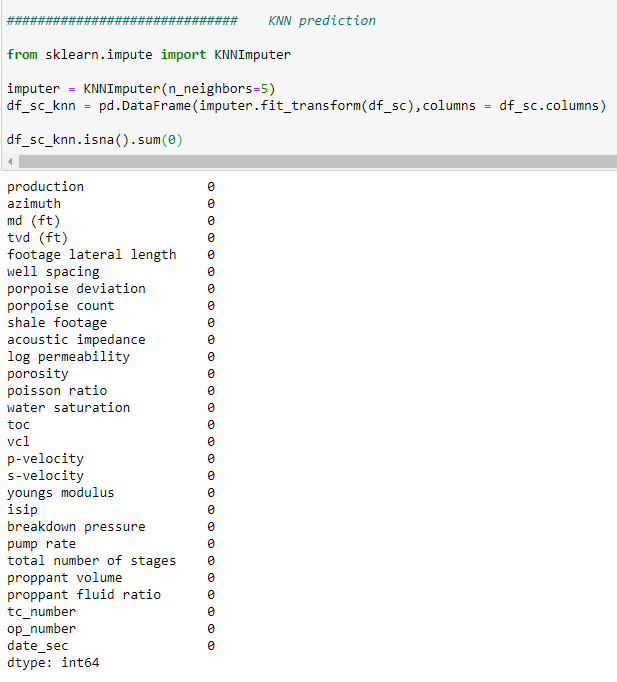 ############################## KNN prediction
from sklearn.impute import KNNImputer
imputer = KNNImputer(n_neighbors=5)
df_sc_knn = pd.DataFrame(imputer.fit_transform(df_sc),columns = df_sc.columns)
df_sc_knn.isna().sum(0)
production 0
azimuth 0
md (ft) 0
tvd (ft) 0
footage lateral length 0
well spacing 0
porpoise deviation 0
porpoise count 0
shale footage 0
acoustic impedance 0
log permeability 0
porosity 0
poisson ratio 0
water saturation 0
toc 0
vcl 0
p-velocity 0
s-velocity 0
youngs modulus 0
isip 0
breakdown pressure 0
pump rate 0
total number of stages 0
proppant volume 0
proppant fluid ratio 0
tc_number 0
op_number 0
date_sec 0
dtype: int64